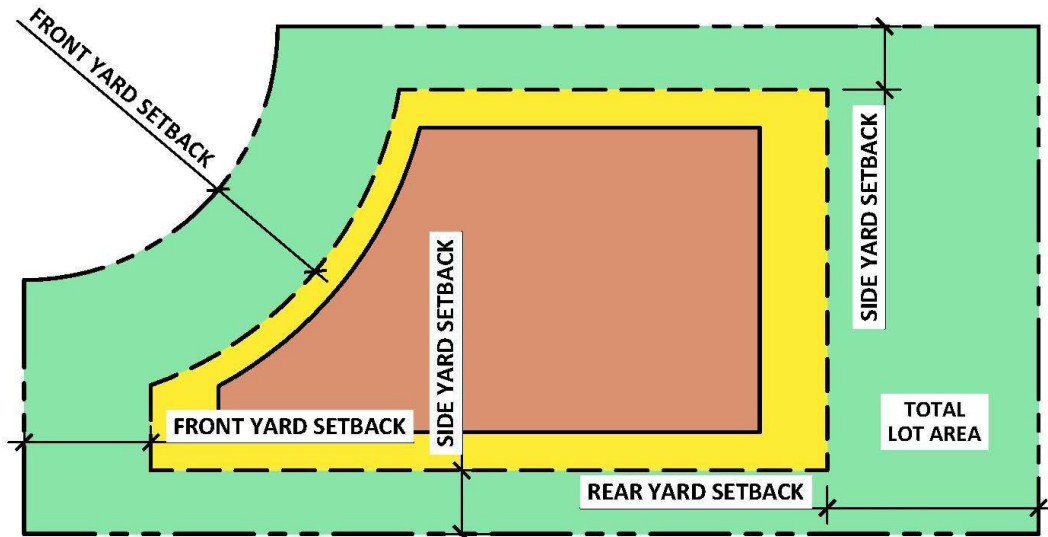 FRONT YARD SETBACK
SIDE YARD SETBACK
SIDE YARD SETBACK
FRONT YARD SETBACK
TOTAL
LOT AREA
REAR YARD SETBACK